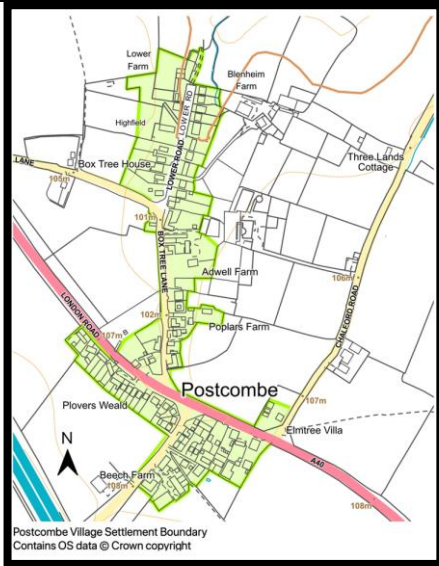 Lower
Farm
Blenheim
Farm
Highfield
LOWER ROAD
LOWER RD
Three Lands
Cottage
LANE
Box Tree House
105m
101m
BOX TREE LANE
Adwell Farm
106m
CHALFORD ROAD
102m
Poplars Farm
LONDON ROAD
107m
Postcombe
Plovers Weald
107m
Elmtree Villa
N
A40
Beech Farm
108m
108m
Postcombe Village Settlement Boundary
Contains OS data © Crown copyright